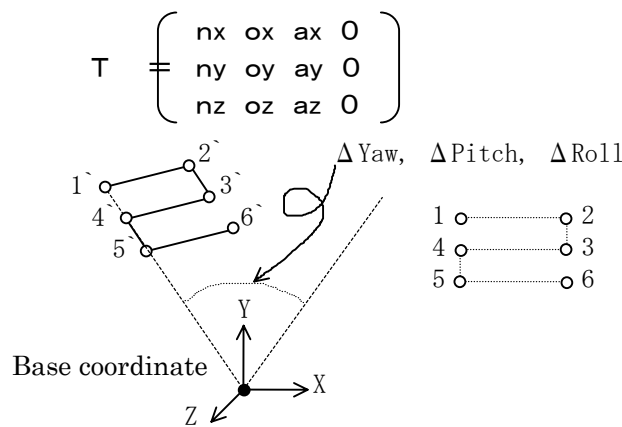 nx ox ax 0
T = ny oy ay 0
nz oz az 0
ΔYaw, ΔPitch, ΔRoll
2`
1`
3`
4`
6`
5`
1 2
4 3
5 6
Y
Base coordinate
X
Z